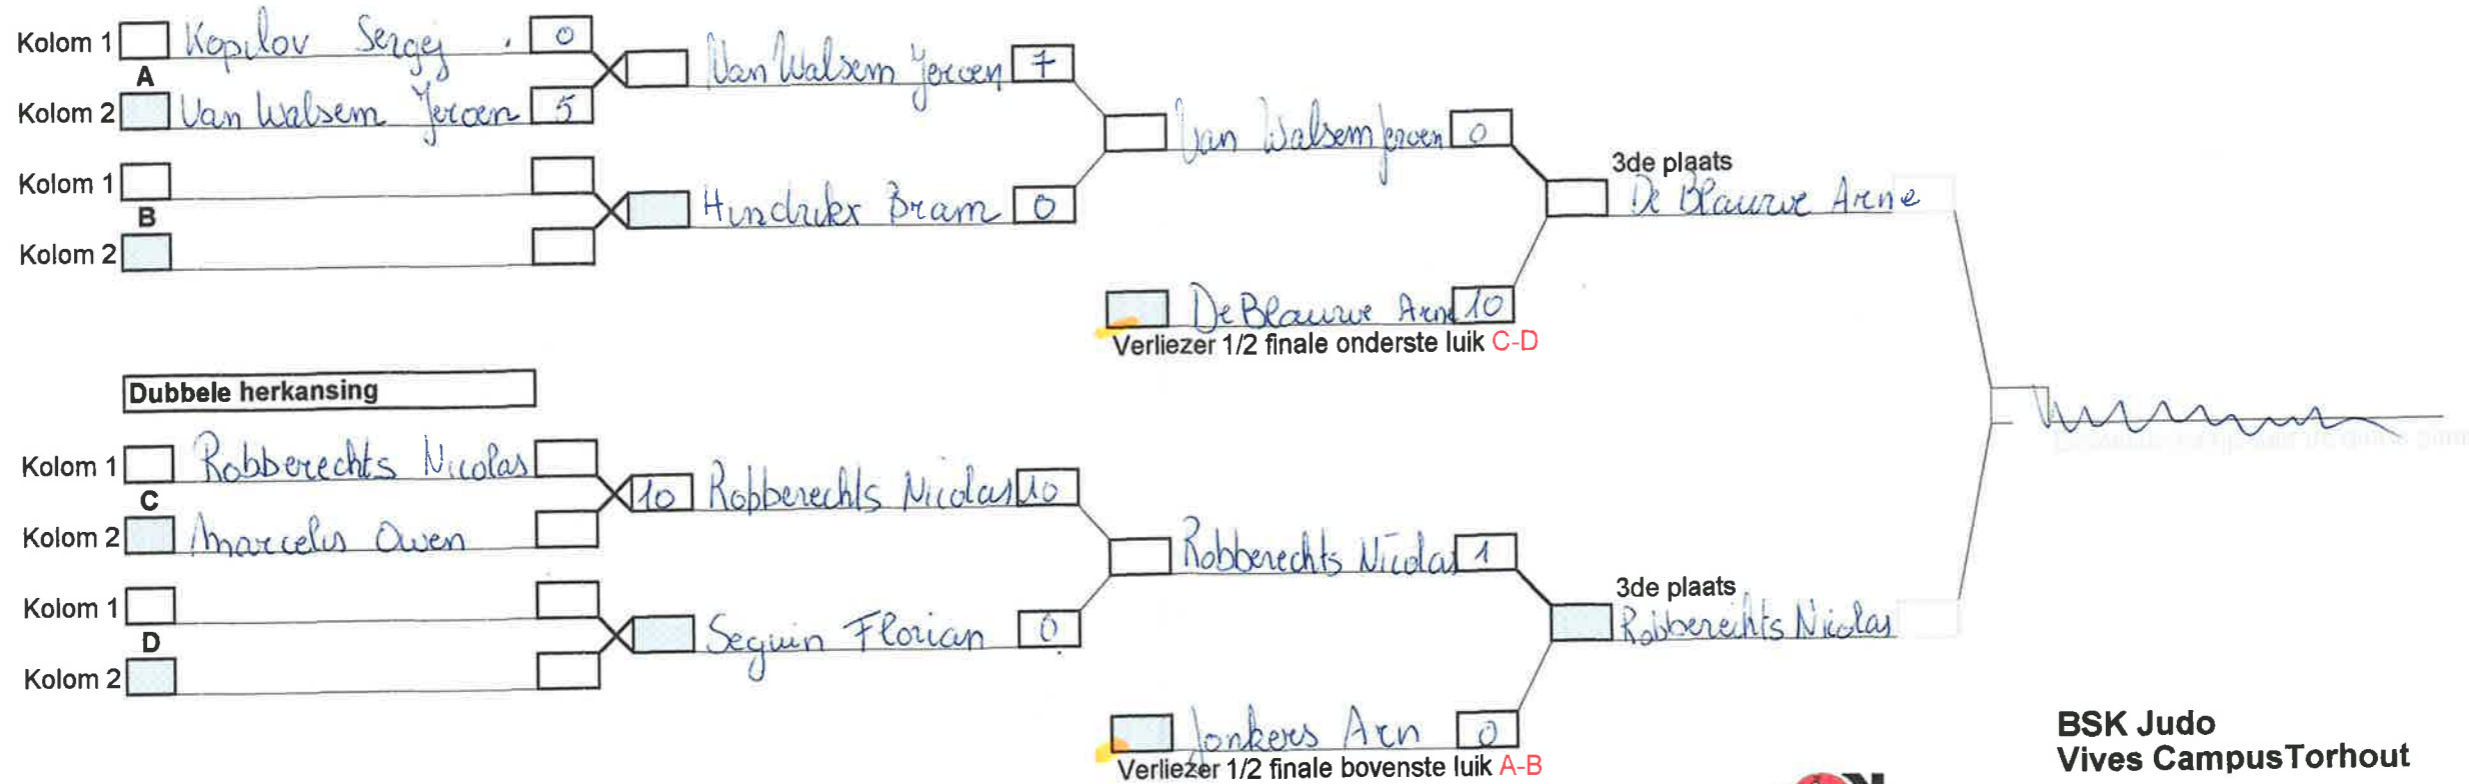 Kolom 1 Kopilov Sergej 0
A
Kolom 2 Van Walsem Jeroen 5
Van Walsem Jeroen 7
Kolom 1
B
Kolom 2
Hendrikx Bram 0
Van Walsem Jeroen 0
De Blauwe Arne 10
Verliezer 1/2 finale onderste luik C-D
3de plaats
De Blauwe Arne
Dubbele herkansing
Kolom 1 Robberechts Nicolas
C
Kolom 2 Marcelis Owen
10 Robberechts Nicolas 10
Kolom 1
D
Kolom 2
Seguin Florian 0
Robberechts Nicolas 1
Jonkers Arn 0
Verliezer 1/2 finale bovenste luik A-B
3de plaats
Robberechts Nicolas
BSK Judo
Vives CampusTorhout